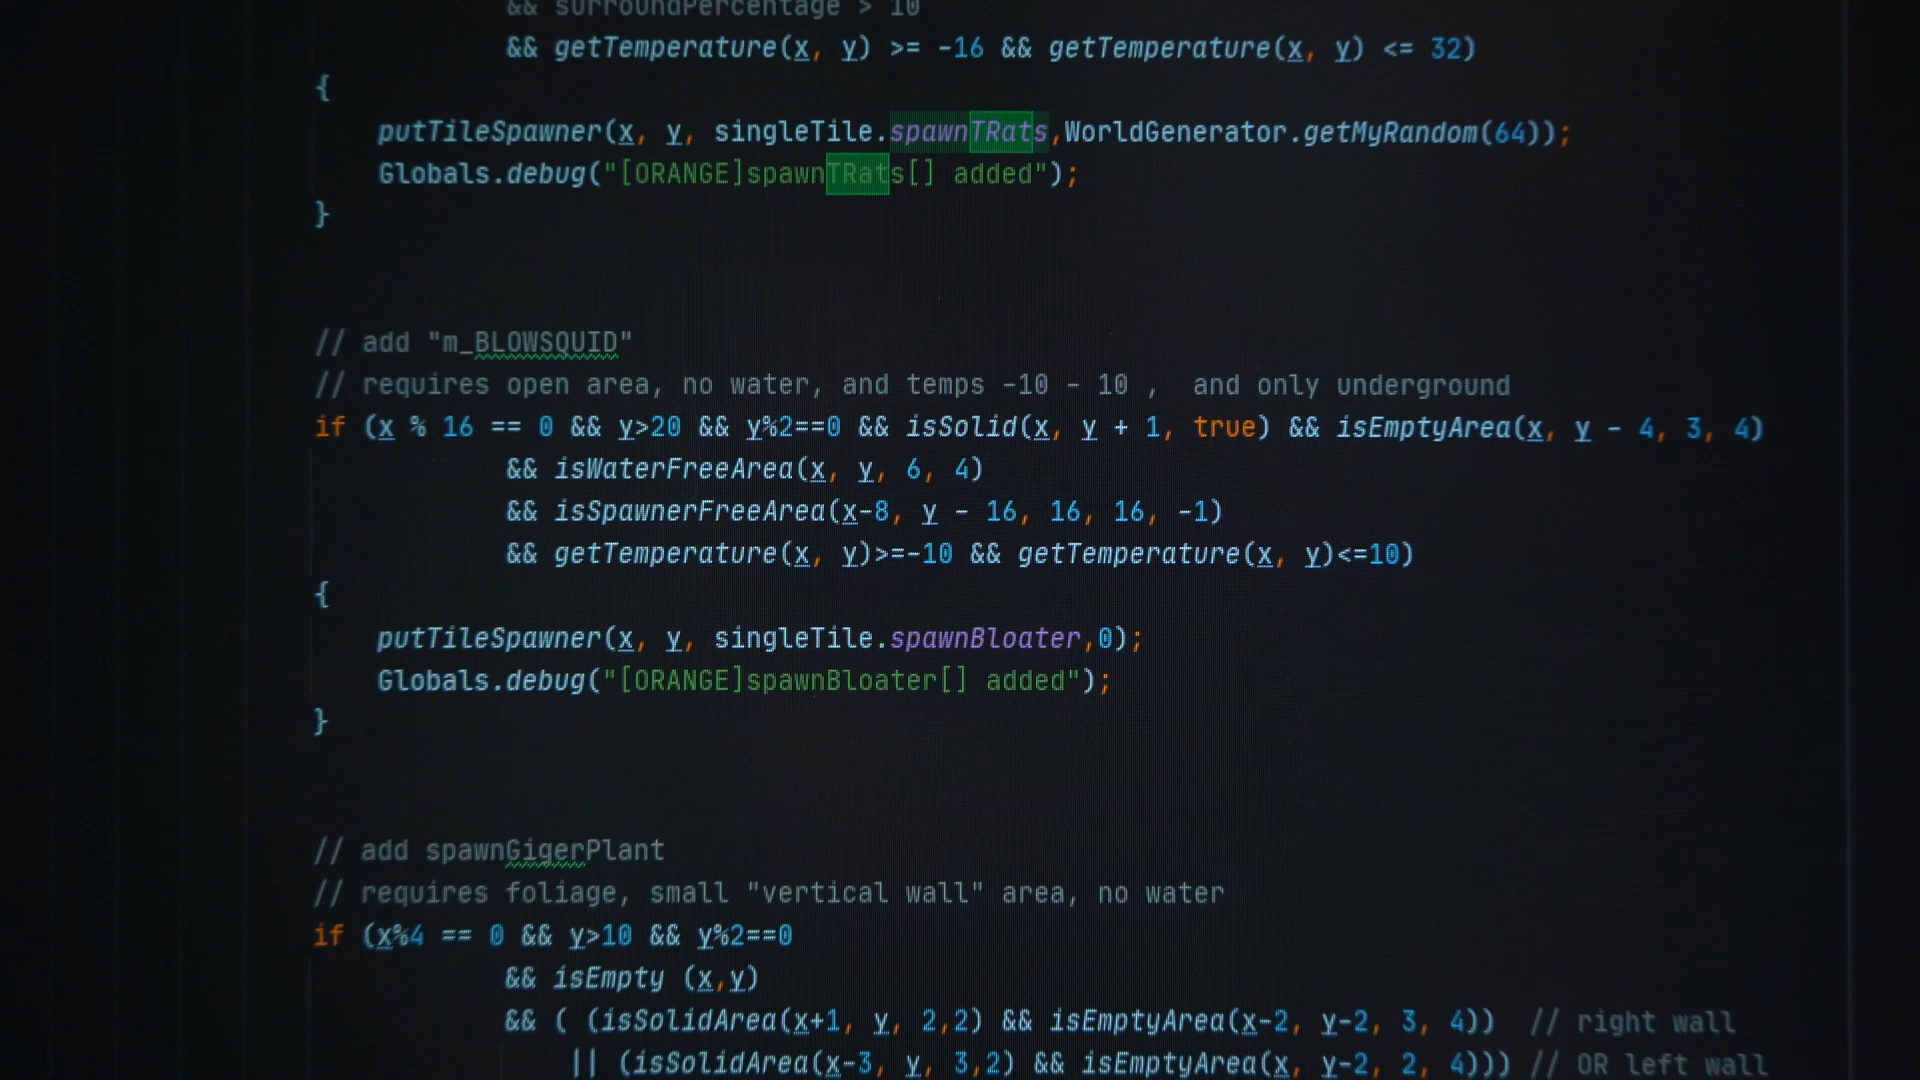 && surroundPercentage > 10
&& getTemperature(x, y) >= -16 && getTemperature(x, y) <= 32)
{
putTileSpawner(x, y, singleTile.spawnTRats,WorldGenerator.getMyRandom(64));
Globals.debug("[ORANGE]spawnTRats[] added");
}
// add "m_BLOWSQUID"
// requires open area, no water, and temps -10 - 10 ,  and only underground
if (x % 16 == 0 && y>20 && y%2==0 && isSolid(x, y + 1, true) && isEmptyArea(x, y - 4, 3, 4)
&& isWaterFreeArea(x, y, 6, 4)
&& isSpawnerFreeArea(x-8, y - 16, 16, 16, -1)
&& getTemperature(x, y)>=-10 && getTemperature(x, y)<=10)
{
putTileSpawner(x, y, singleTile.spawnBloater,0);
Globals.debug("[ORANGE]spawnBloater[] added");
}
// add spawnGigerPlant
// requires foliage, small "vertical wall" area, no water
if (x%4 == 0 && y>10 && y%2==0
&& isEmpty (x,y)
&& ( (isSolidArea(x+1, y, 2,2) && isEmptyArea(x-2, y-2, 3, 4))  // right wall
|| (isSolidArea(x-3, y, 3,2) && isEmptyArea(x, y-2, 2, 4))) // OR left wall